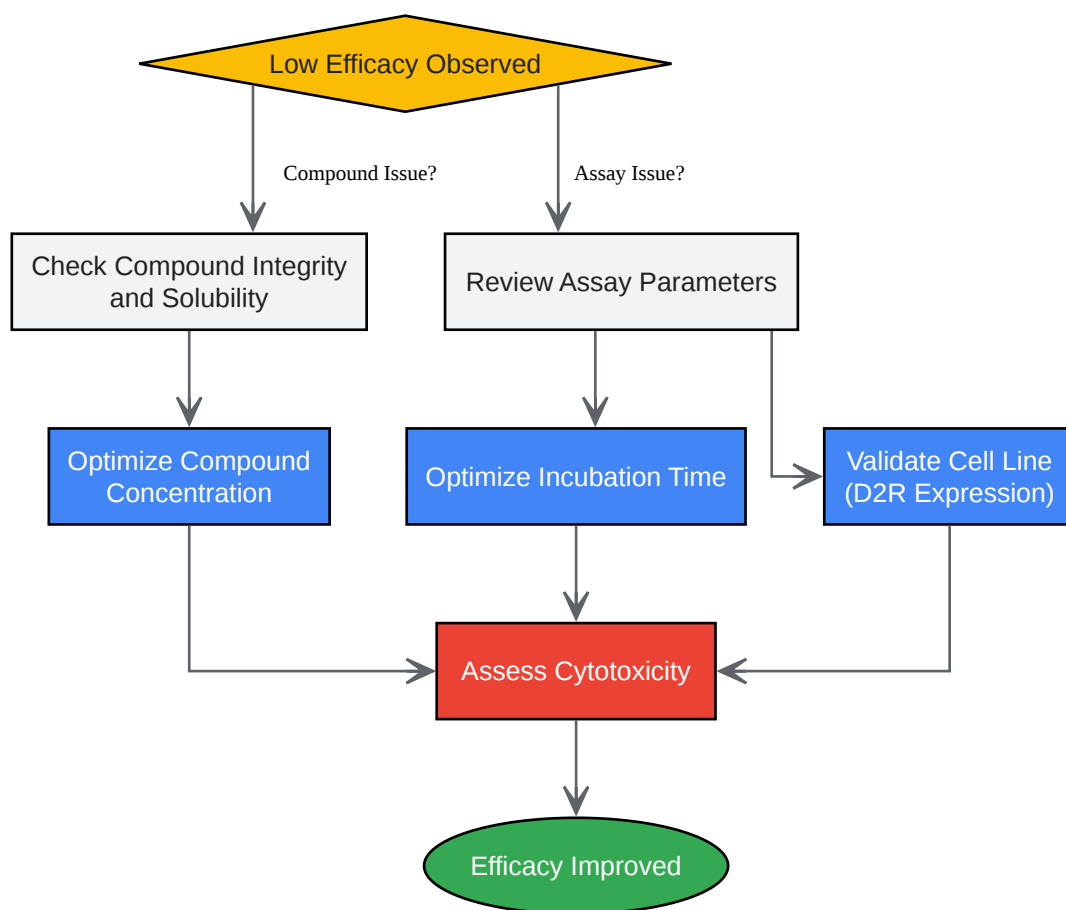 Low Efficacy Observed
Compound Issue?
Assay Issue?
Check Compound Integrity
and Solubility
Review Assay Parameters
Optimize Compound
Concentration
Optimize Incubation Time
Validate Cell Line
(D2R Expression)
Assess Cytotoxicity
Efficacy Improved